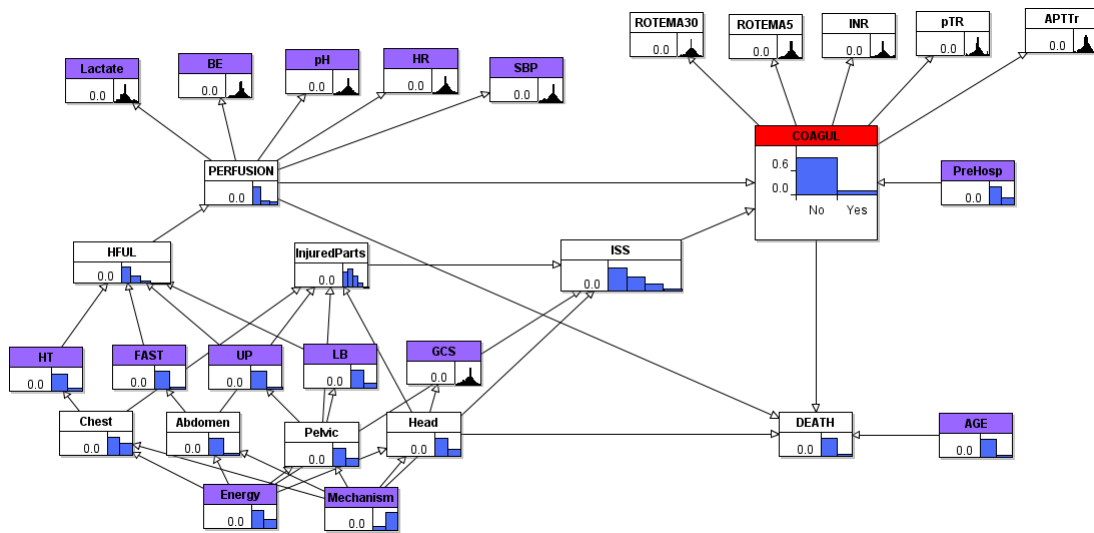 ROTEMA30
0.0
ROTEMA5
0.0
INR
0.0
pTR
0.0
APTTr
0.0
Lactate
0.0
BE
0.0
pH
0.0
HR
0.0
SBP
0.0
COAGUL
0.6
0.0
No Yes
PERFUSION
0.0
PreHosp
0.0
HFUL
0.0
InjuredParts
0.0
ISS
0.0
HT
0.0
FAST
0.0
UP
0.0
LB
0.0
GCS
0.0
Chest
0.0
Abdomen
0.0
Pelvic
0.0
Head
0.0
DEATH
0.0
AGE
0.0
Energy
0.0
Mechanism
0.0